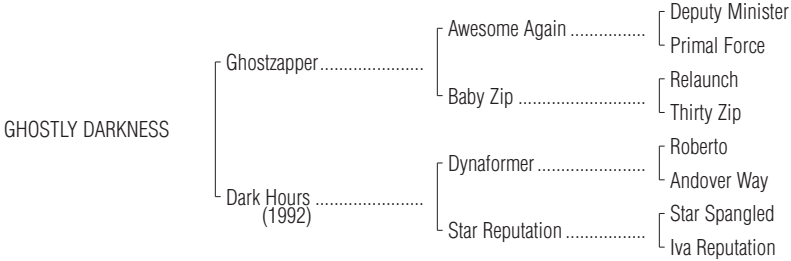 Deputy Minister
Awesome Again ................
Primal Force
Ghostzapper......................
Relaunch
Baby Zip ...........................
Thirty Zip
GHOSTLY DARKNESS
Roberto
Dynaformer .......................
Andover Way
Dark Hours .......................
(1992)
Star Spangled
Star Reputation .................
Iva Reputation